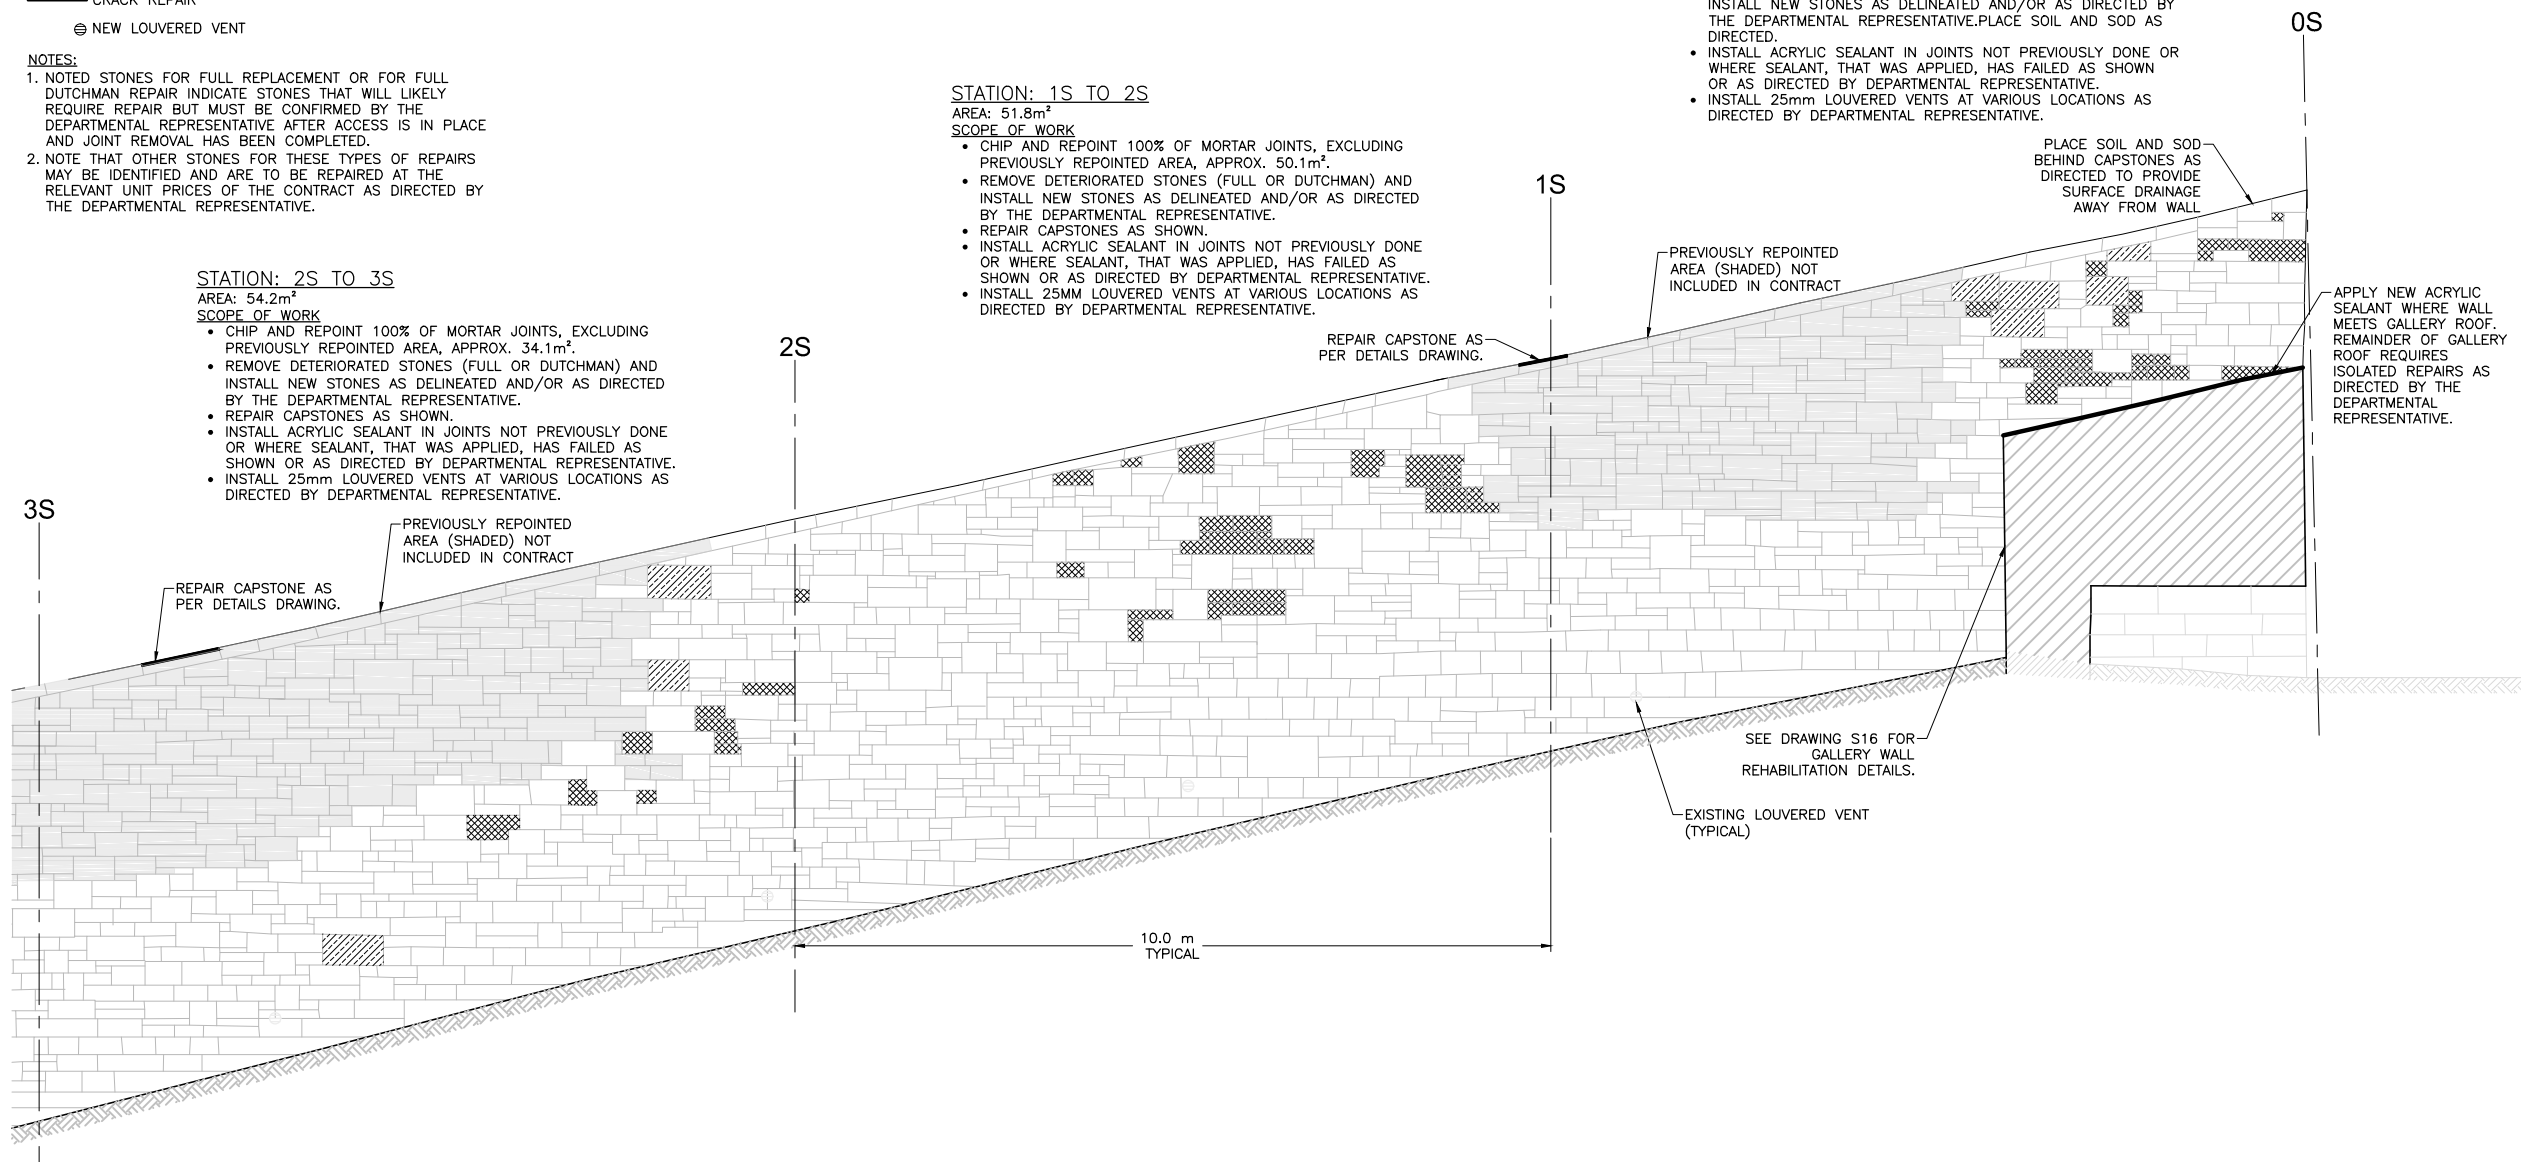 CRACK REPAIR
NEW LOUVERED VENT
NOTES:
1. NOTED STONES FOR FULL REPLACEMENT OR FOR FULL
DUTCHMAN REPAIR INDICATE STONES THAT WILL LIKELY
REQUIRE REPAIR BUT MUST BE CONFIRMED BY THE
DEPARTMENTAL REPRESENTATIVE AFTER ACCESS IS IN PLACE
AND JOINT REMOVAL HAS BEEN COMPLETED.
2. NOTE THAT OTHER STONES FOR THESE TYPES OF REPAIRS
MAY BE IDENTIFIED AND ARE TO BE REPAIRED AT THE
RELEVANT UNIT PRICES OF THE CONTRACT AS DIRECTED BY
THE DEPARTMENTAL REPRESENTATIVE.
STATION: 2S TO 3S
AREA: 54.2m²
SCOPE OF WORK
• CHIP AND REPOINT 100% OF MORTAR JOINTS, EXCLUDING
PREVIOUSLY REPOINTED AREA, APPROX. 34.1m².
• REMOVE DETERIORATED STONES (FULL OR DUTCHMAN) AND
INSTALL NEW STONES AS DELINEATED AND/OR AS DIRECTED
BY THE DEPARTMENTAL REPRESENTATIVE.
• REPAIR CAPSTONES AS SHOWN.
• INSTALL ACRYLIC SEALANT IN JOINTS NOT PREVIOUSLY DONE
OR WHERE SEALANT, THAT WAS APPLIED, HAS FAILED AS
SHOWN OR AS DIRECTED BY DEPARTMENTAL REPRESENTATIVE.
• INSTALL 25mm LOUVERED VENTS AT VARIOUS LOCATIONS AS
DIRECTED BY DEPARTMENTAL REPRESENTATIVE.
STATION: 1S TO 2S
AREA: 51.8m²
SCOPE OF WORK
• CHIP AND REPOINT 100% OF MORTAR JOINTS, EXCLUDING
PREVIOUSLY REPOINTED AREA, APPROX. 50.1m².
• REMOVE DETERIORATED STONES (FULL OR DUTCHMAN) AND
INSTALL NEW STONES AS DELINEATED AND/OR AS DIRECTED
BY THE DEPARTMENTAL REPRESENTATIVE.
• REPAIR CAPSTONES AS SHOWN.
• INSTALL ACRYLIC SEALANT IN JOINTS NOT PREVIOUSLY DONE
OR WHERE SEALANT, THAT WAS APPLIED, HAS FAILED AS
SHOWN OR AS DIRECTED BY DEPARTMENTAL REPRESENTATIVE.
• INSTALL 25MM LOUVERED VENTS AT VARIOUS LOCATIONS AS
DIRECTED BY DEPARTMENTAL REPRESENTATIVE.
INSTALL NEW STONES AS DELINEATED AND/OR AS DIRECTED BY
THE DEPARTMENTAL REPRESENTATIVE.PLACE SOIL AND SOD AS
DIRECTED.
• INSTALL ACRYLIC SEALANT IN JOINTS NOT PREVIOUSLY DONE OR
WHERE SEALANT, THAT WAS APPLIED, HAS FAILED AS SHOWN
OR AS DIRECTED BY DEPARTMENTAL REPRESENTATIVE.
• INSTALL 25mm LOUVERED VENTS AT VARIOUS LOCATIONS AS
DIRECTED BY DEPARTMENTAL REPRESENTATIVE.
0S
PLACE SOIL AND SOD
BEHIND CAPSTONES AS
DIRECTED TO PROVIDE
SURFACE DRAINAGE
AWAY FROM WALL
1S
PREVIOUSLY REPOINTED
AREA (SHADED) NOT
INCLUDED IN CONTRACT
APPLY NEW ACRYLIC
SEALANT WHERE WALL
MEETS GALLERY ROOF.
REMAINDER OF GALLERY
ROOF REQUIRES
ISOLATED REPAIRS AS
DIRECTED BY THE
DEPARTMENTAL
REPRESENTATIVE.
REPAIR CAPSTONE AS
PER DETAILS DRAWING.
2S
3S
PREVIOUSLY REPOINTED
AREA (SHADED) NOT
INCLUDED IN CONTRACT
REPAIR CAPSTONE AS
PER DETAILS DRAWING.
SEE DRAWING S16 FOR
GALLERY WALL
REHABILITATION DETAILS.
EXISTING LOUVERED VENT
(TYPICAL)
10.0 m
TYPICAL